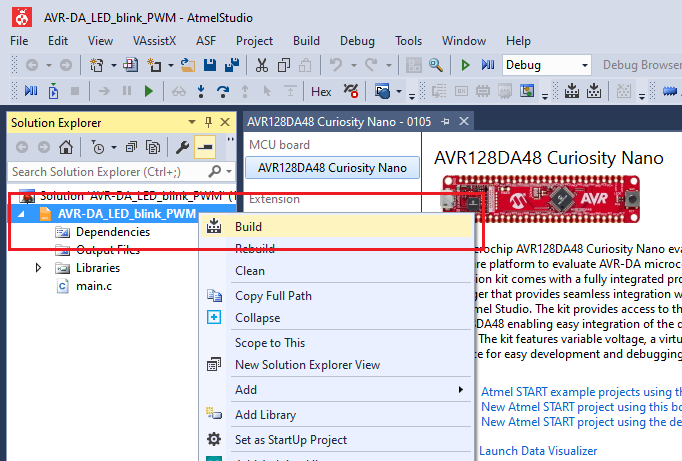 AVR-DA_LED_blink_PWM - AtmelStudio
File Edit View VAssistX ASF Project Build Debug Tools Window Help
Debug Debug Browser
Hex
Solution Explorer
Search Solution Explorer (Ctrl+;)
Solution 'AVR-DA_LED_blink_PWM' (1
AVR-DA_LED_blink_PWM
Dependencies
Output Files
Libraries
main.c
Build
Rebuild
Clean
Copy Full Path
Collapse
Scope to This
New Solution Explorer View
Add
Add Library
Set as StartUp Project
AVR128DA48 Curiosity Nano - 0105
MCU board
AVR128DA48 Curiosity Nano
Extension
AVR128DA48 Curiosity Nano
AVR
crochip AVR128DA48 Curiosity Nano eva
re platform to evaluate AVR-DA microc
ion kit comes with a fully integrated pro
ger that provides seamless integration w
mel Studio. The kit provides access to th
DA48 enabling easy integration of the d
The kit features variable voltage, a virtu
ce for easy development and debugging
Atmel START example projects using th
New Atmel START project using this bo
New Atmel START project using the de
Launch Data Visualizer